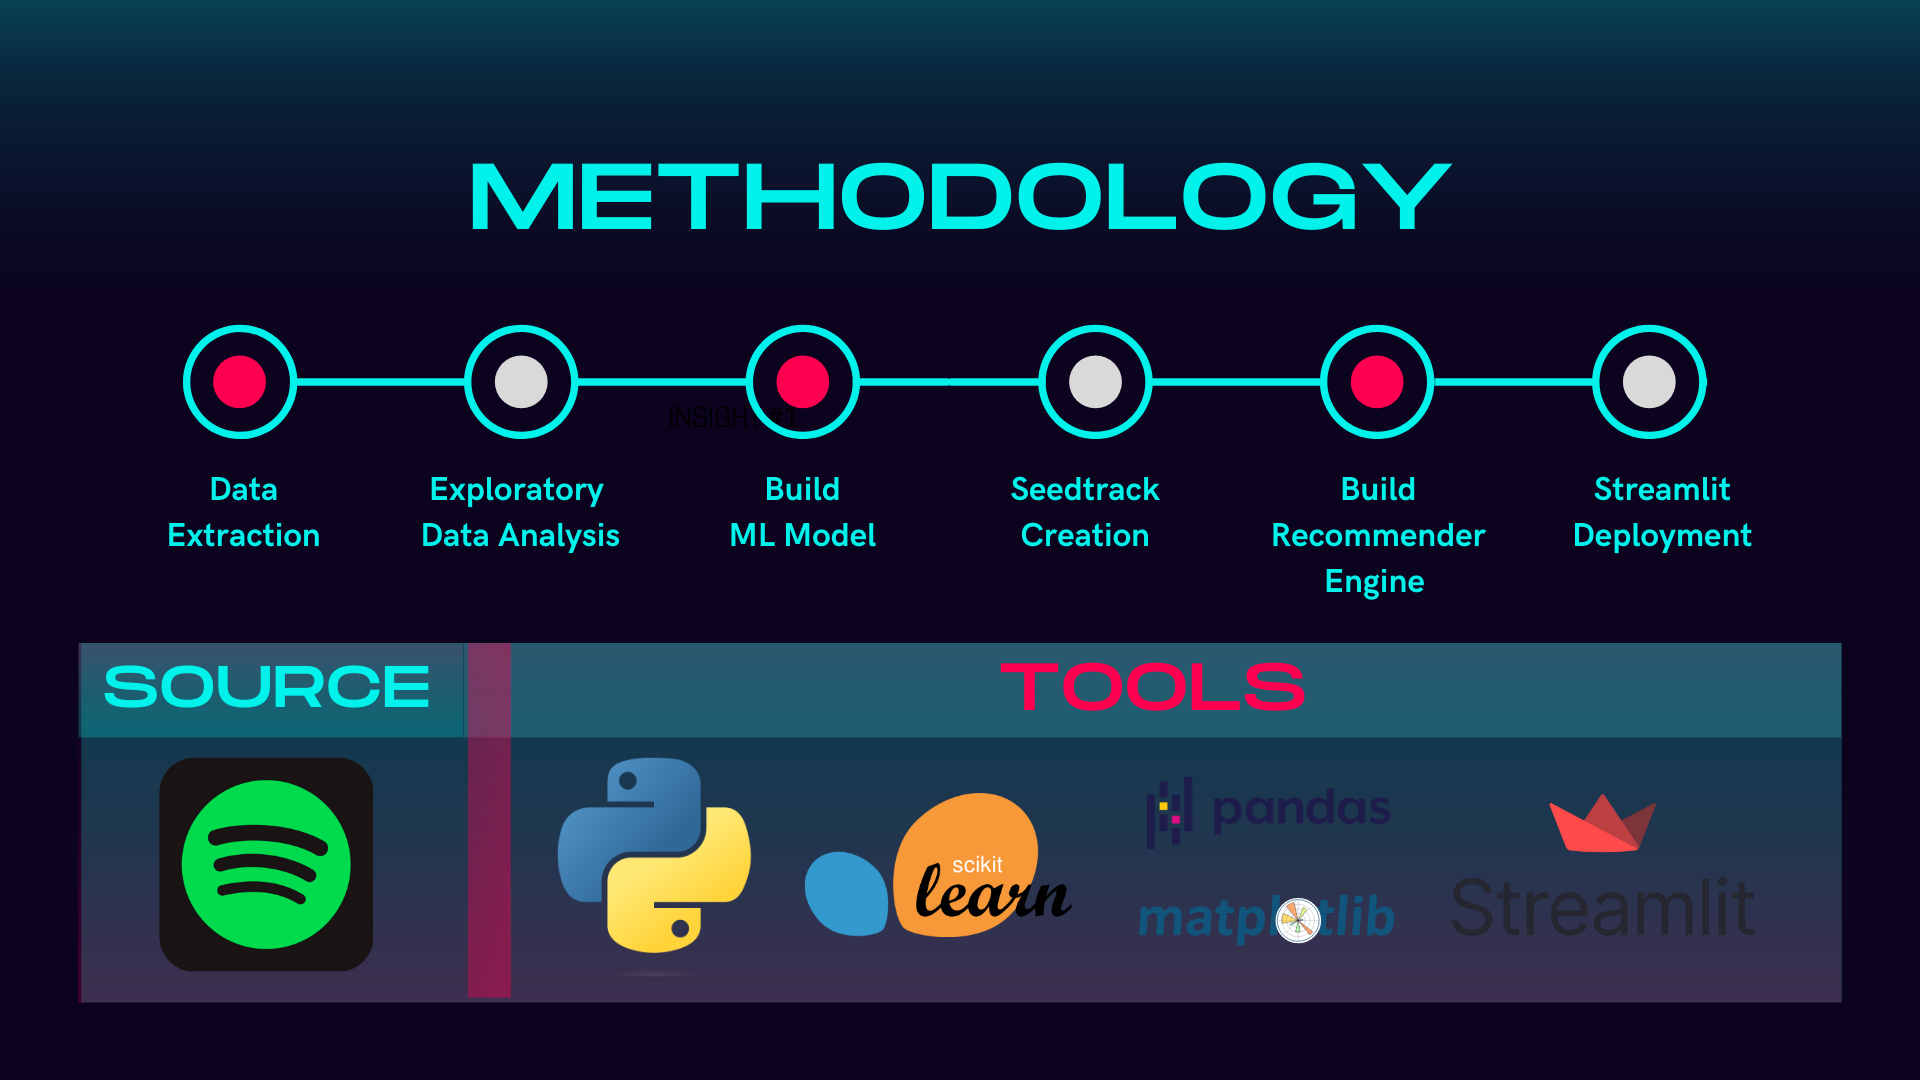 METHODOLOGY
INSIGHT #1
Data
Extraction
Exploratory
Data Analysis
Build
ML Model
Seedtrack
Creation
Build
Recommender
Engine
Streamlit
Deployment
SOURCE
TOOLS
scikit
learn
pandas
matplotlib
Streamlit